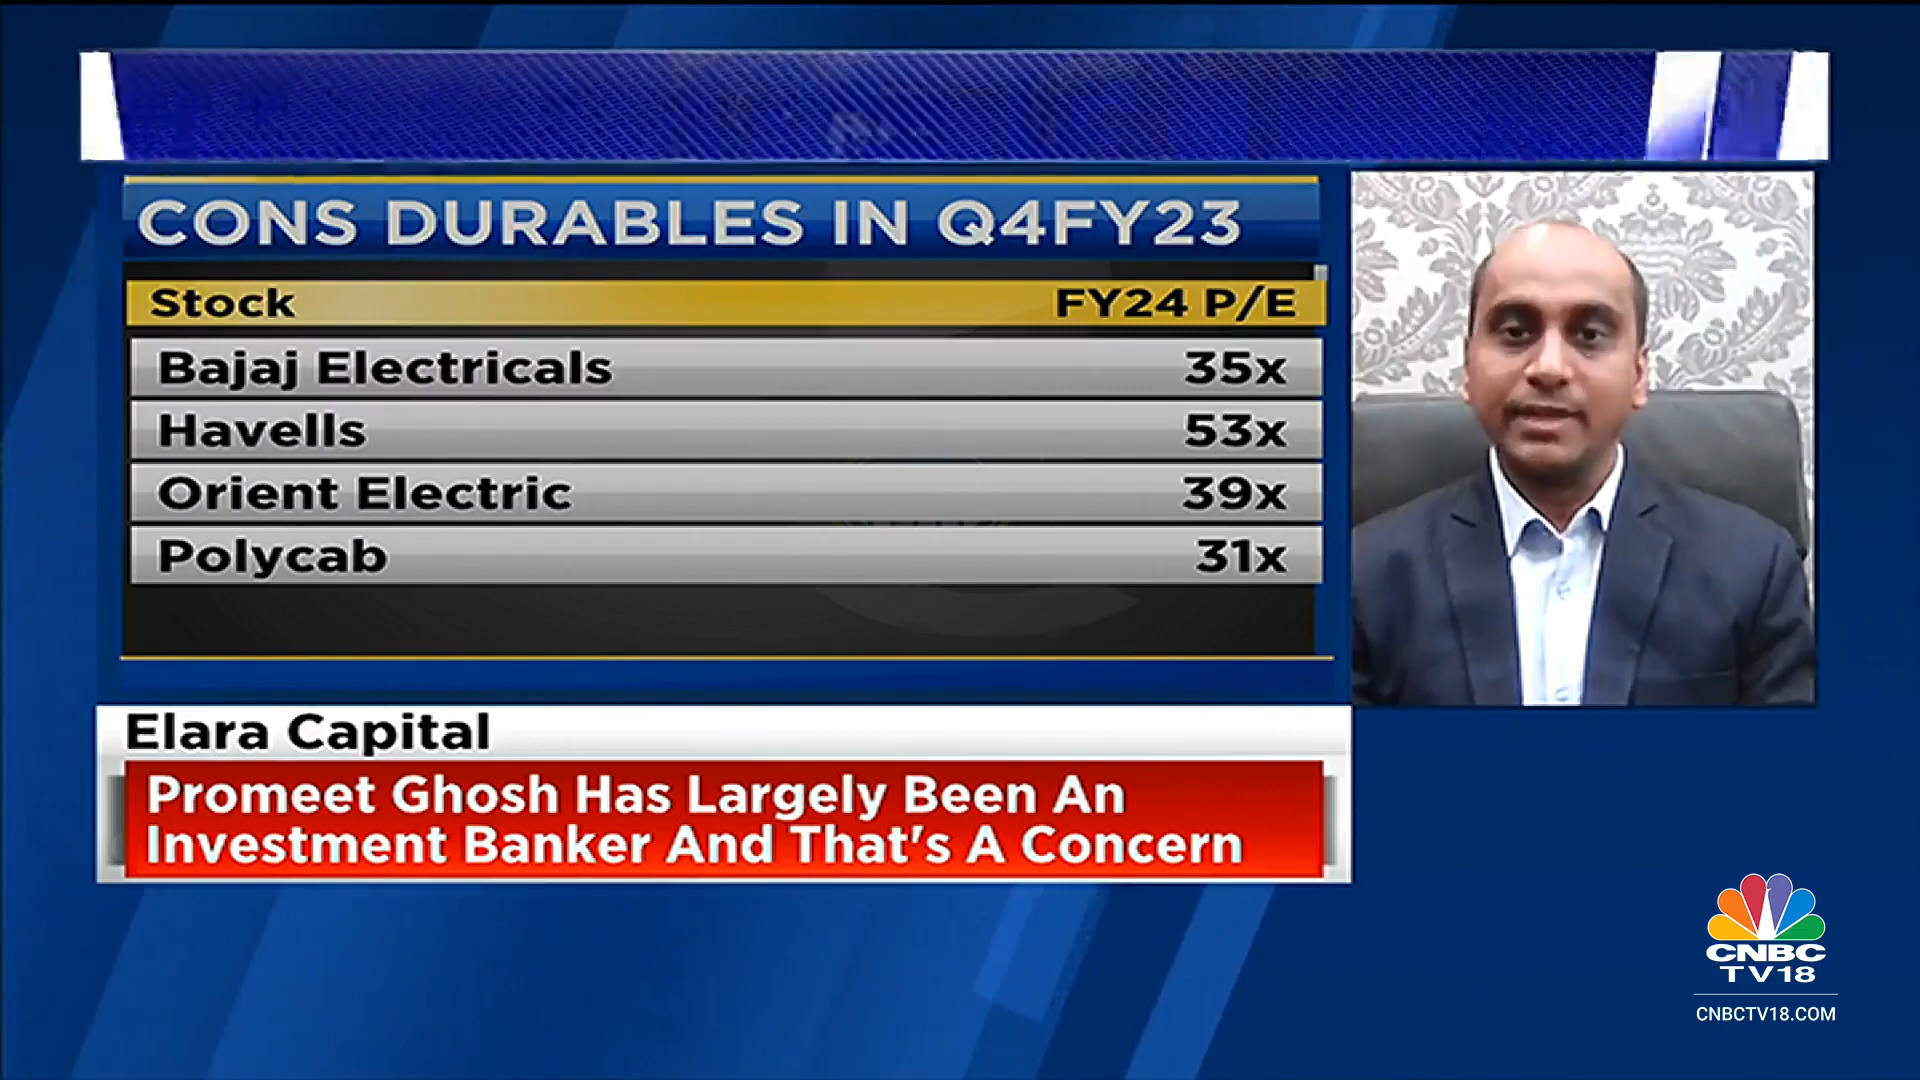 CONS DURABLES IN Q4FY23
Stock FY24 P/E
Bajaj Electricals 35x
Havells 53x
Orient Electric 39x
Polycab 31x
Elara Capital
Promeet Ghosh Has Largely Been An
Investment Banker And That's A Concern
CNBC
TV18
CNBCTV18.COM